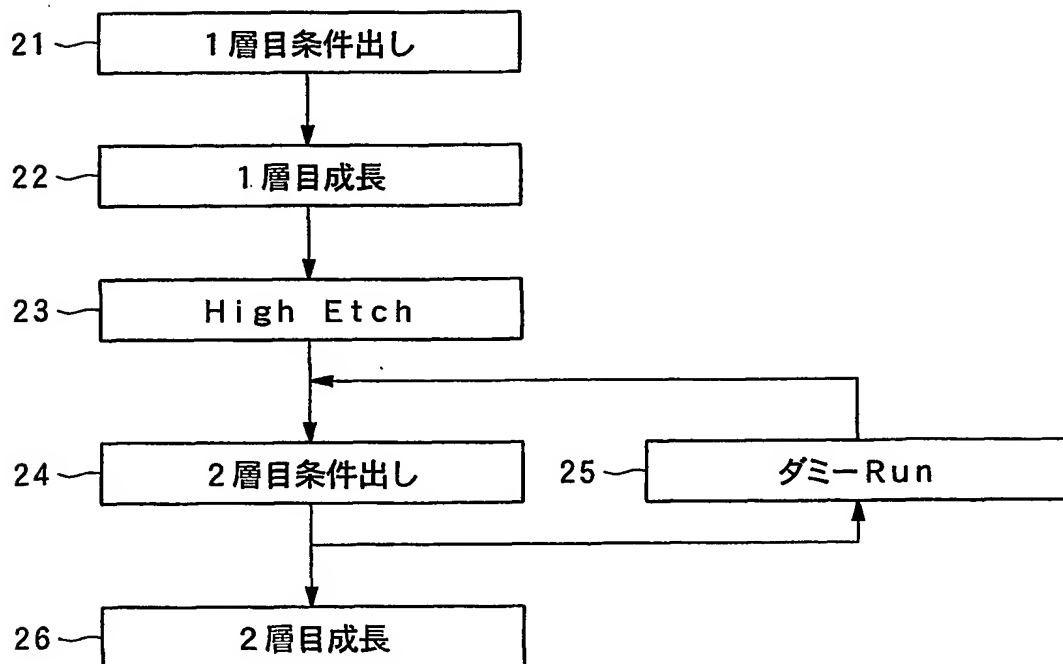 21 1層目条件出し
22 1層目成長
23 High Etch
24 2層目条件出し
25 ダミーRun
26 2層目成長